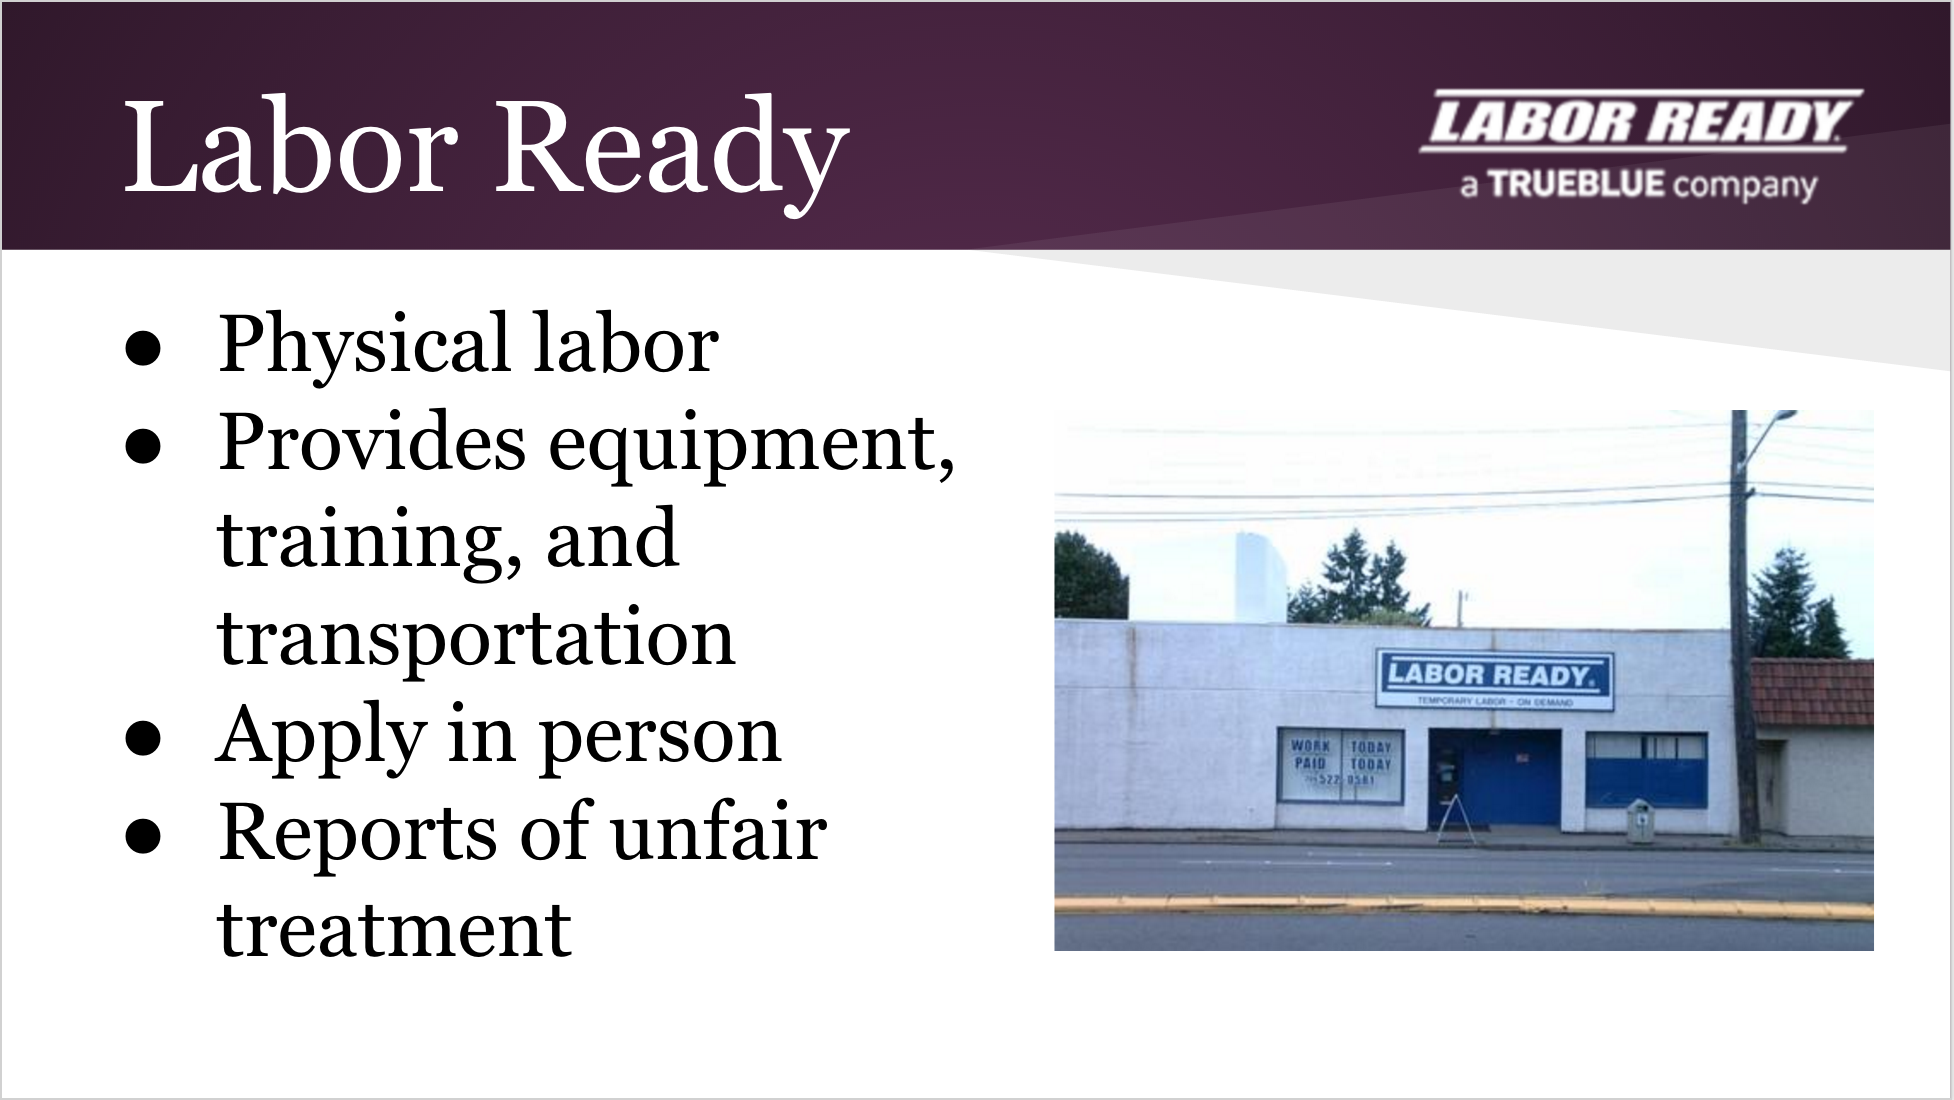 Labor Ready
LABOR READY.
a TRUEBLUE company
● Physical labor
● Provides equipment,
training, and
transportation
● Apply in person
● Reports of unfair
treatment
LABOR READY
TEMPORARY LABOR - ON DEMAND
WORK TODAY
PAID TODAY